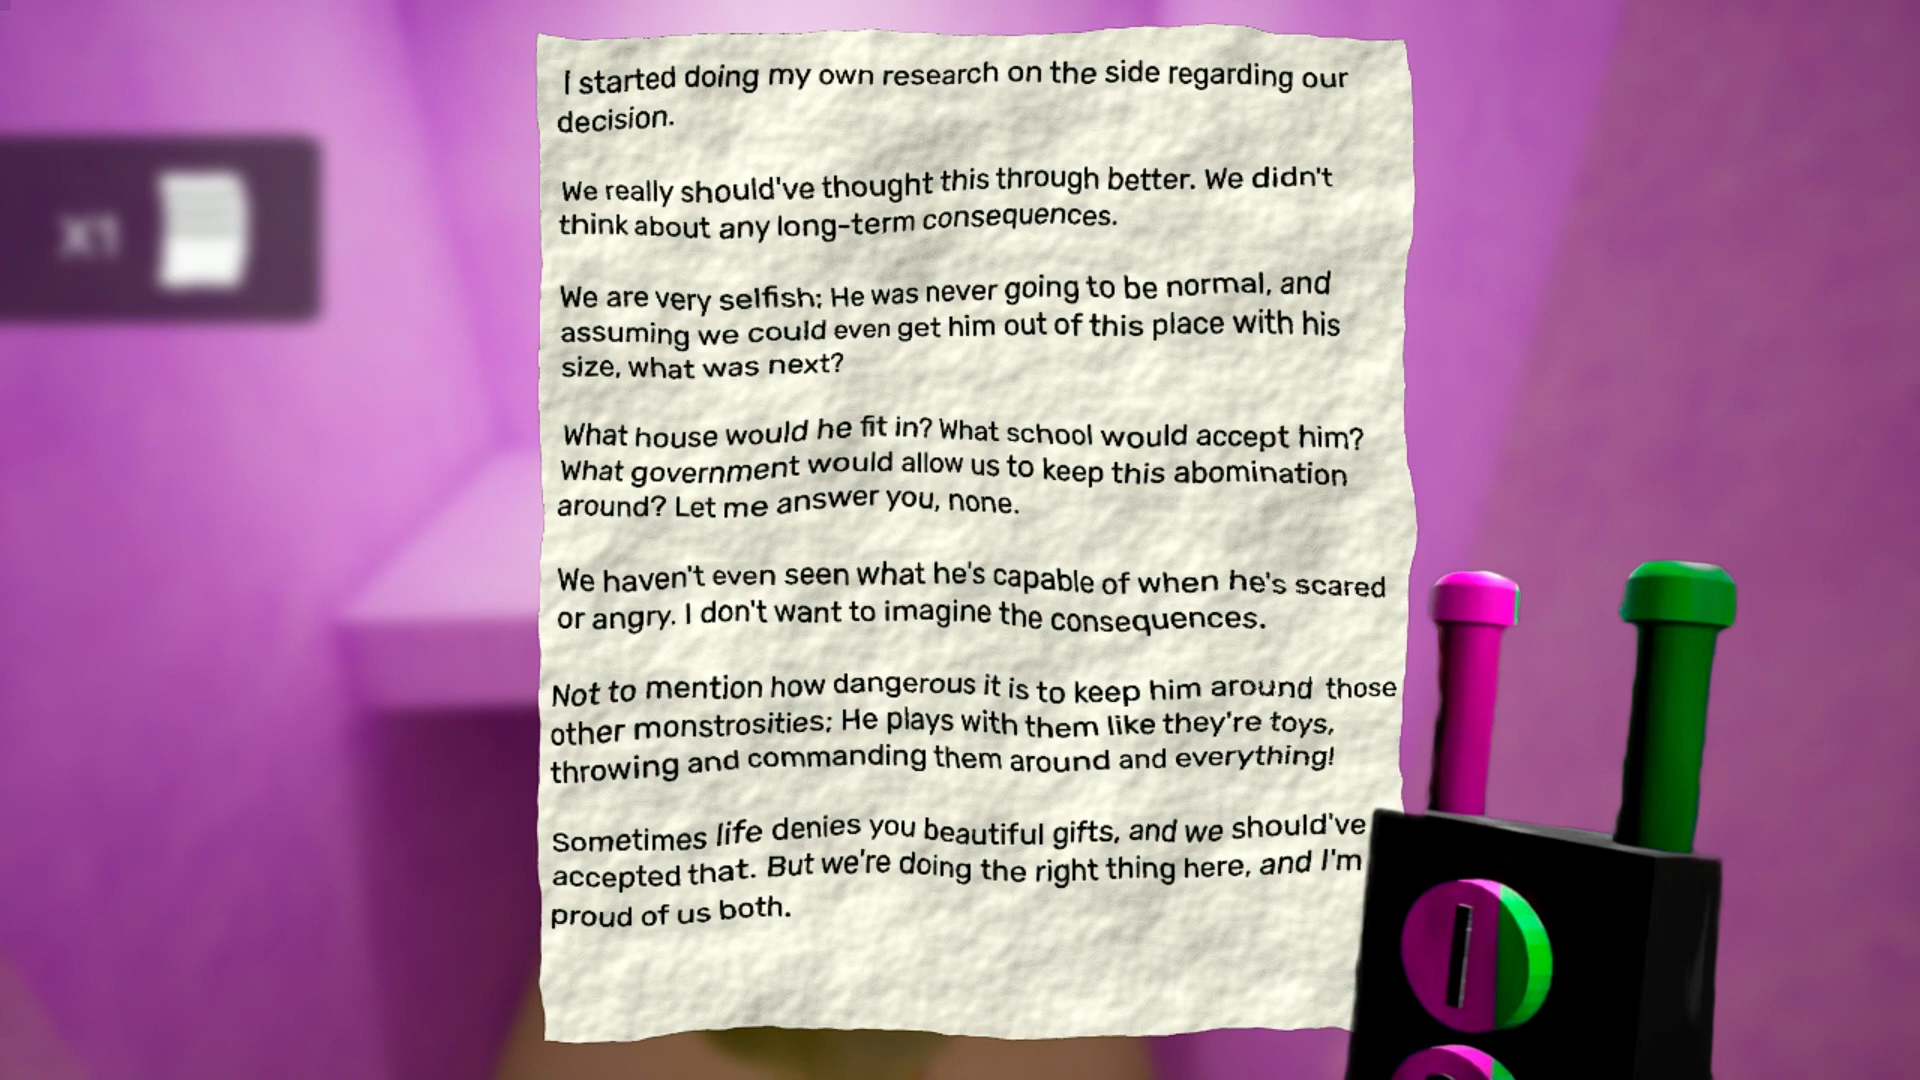 I started doing my own research on the side regarding our
decision.
We really should've thought this through better. We didn't
think about any long-term consequences.
We are very selfish; He was never going to be normal, and
assuming we could even get him out of this place with his
size, what was next?
What house would he fit in? What school would accept him?
What government would allow us to keep this abomination
around? Let me answer you, none.
We haven't even seen what he's capable of when he's scared
or angry. I don't want to imagine the consequences.
Not to mention how dangerous it is to keep him around those
other monstrosities; He plays with them like they're toys,
throwing and commanding them around and everything!
Sometimes life denies you beautiful gifts, and we should've
accepted that. But we're doing the right thing here, and I'm
proud of us both.
X1